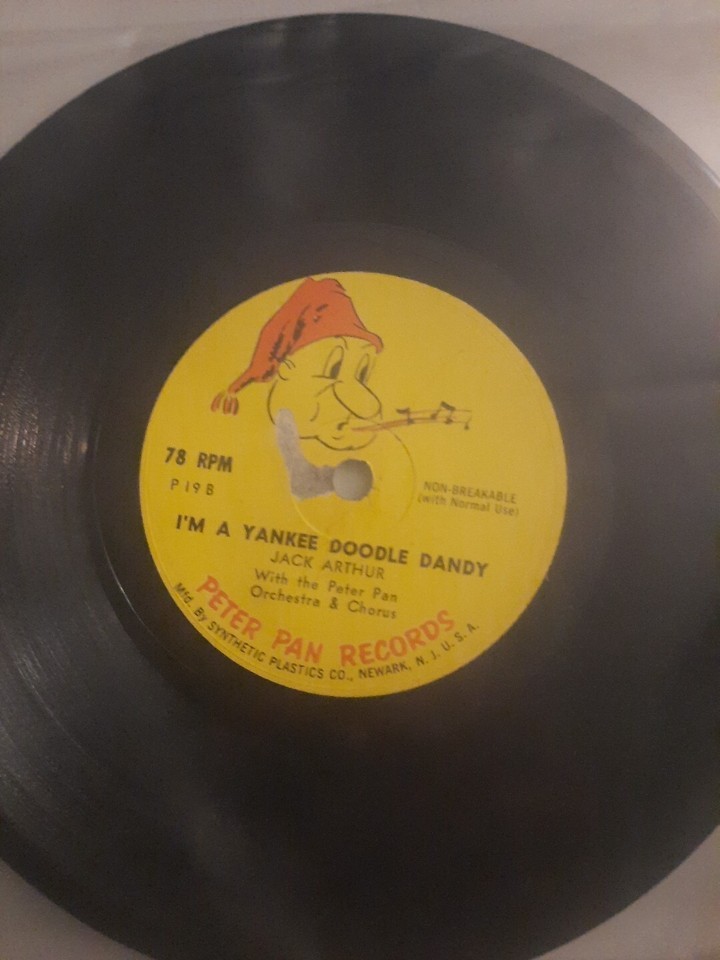 78 RPM
P 19 B
NON-BREAKABLE
(with Normal Use)
I'M A YANKEE DOODLE DANDY
JACK ARTHUR
With the Peter Pan
Orchestra & Chorus
PETER PAN RECORDS
Mfd. By SYNTHETIC PLASTICS CO., NEWARK, N. J. U. S. A.